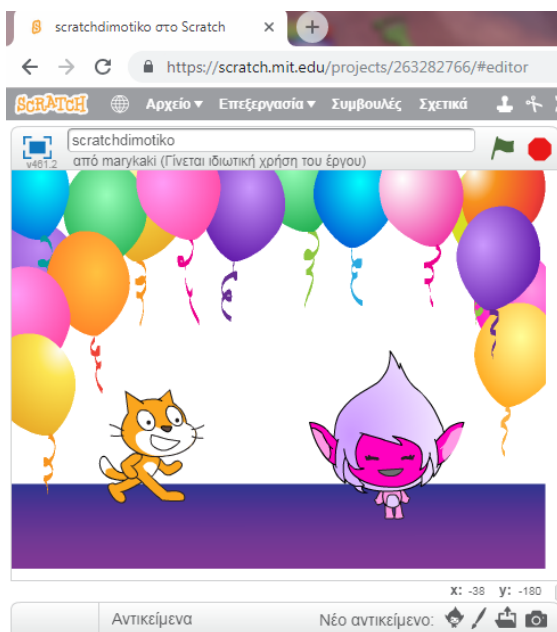 scratchdimotiko στο Scratch
https://scratch.mit.edu/projects/263282766/#editor
SCRATCH Αρχείο Επεξεργασία Συμβουλές Σχετικά
scratchdimotiko
v461.2 από marykaki (Γίνεται ιδιωτική χρήση του έργου)
x: -38 y: -180
Αντικείμενα Νέο αντικείμενο: